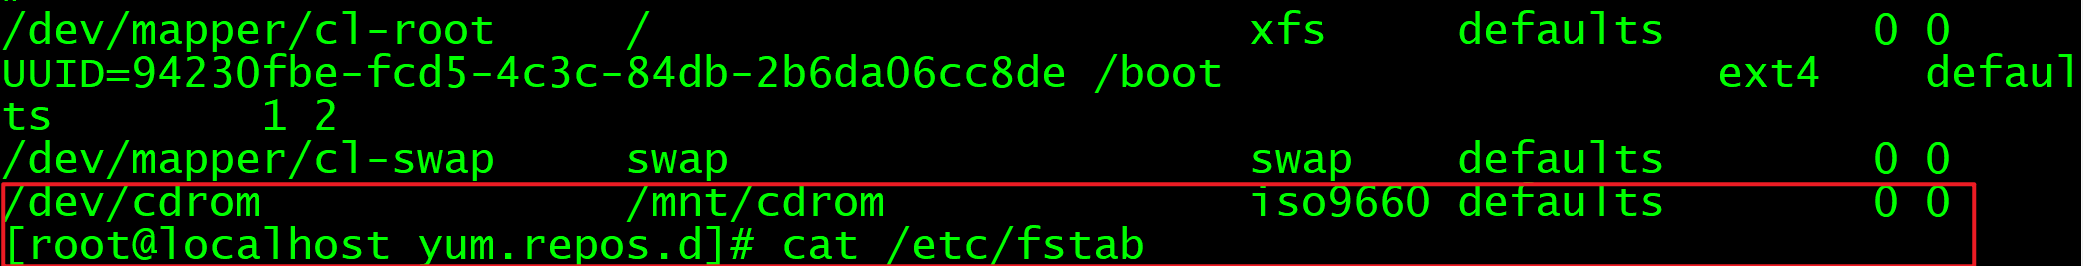 /dev/mapper/cl-root     /                       xfs     defaults        0 0
UUID=94230fbe-fcd5-4c3c-84db-2b6da06cc8de /boot                   ext4    defaul
ts        1 2
/dev/mapper/cl-swap     swap                    swap    defaults        0 0
/dev/cdrom              /mnt/cdrom              iso9660 defaults        0 0
[root@localhost yum.repos.d]# cat /etc/fstab